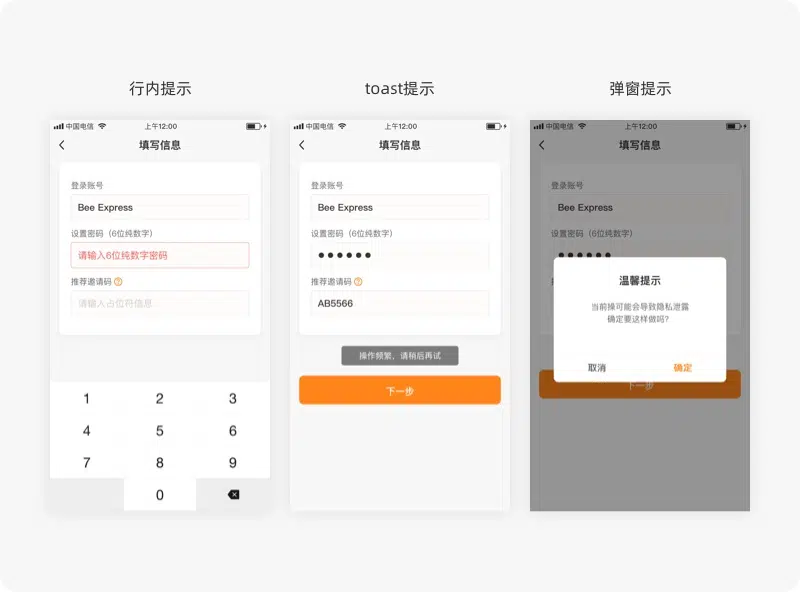 行内提示
中国电信
上午12:00
填写信息
登录账号
Bee Express
设置密码（6位纯数字）
请输入6位纯数字密码
推荐邀请码
请输入占位符信息
1 2 3
4 5 6
7 8 9
0
toast提示
中国电信
上午12:00
填写信息
登录账号
Bee Express
设置密码（6位纯数字）
●●●●●●
推荐邀请码
AB5566
操作频繁，请稍后再试
下一步
弹窗提示
中国电信
上午12:00
填写信息
登录账号
Bee Express
设置密码（6位纯数字）
●●●●●●
温馨提示
当前操可能会导致隐私泄露
确定要这样做吗？
取消 确定
下一步